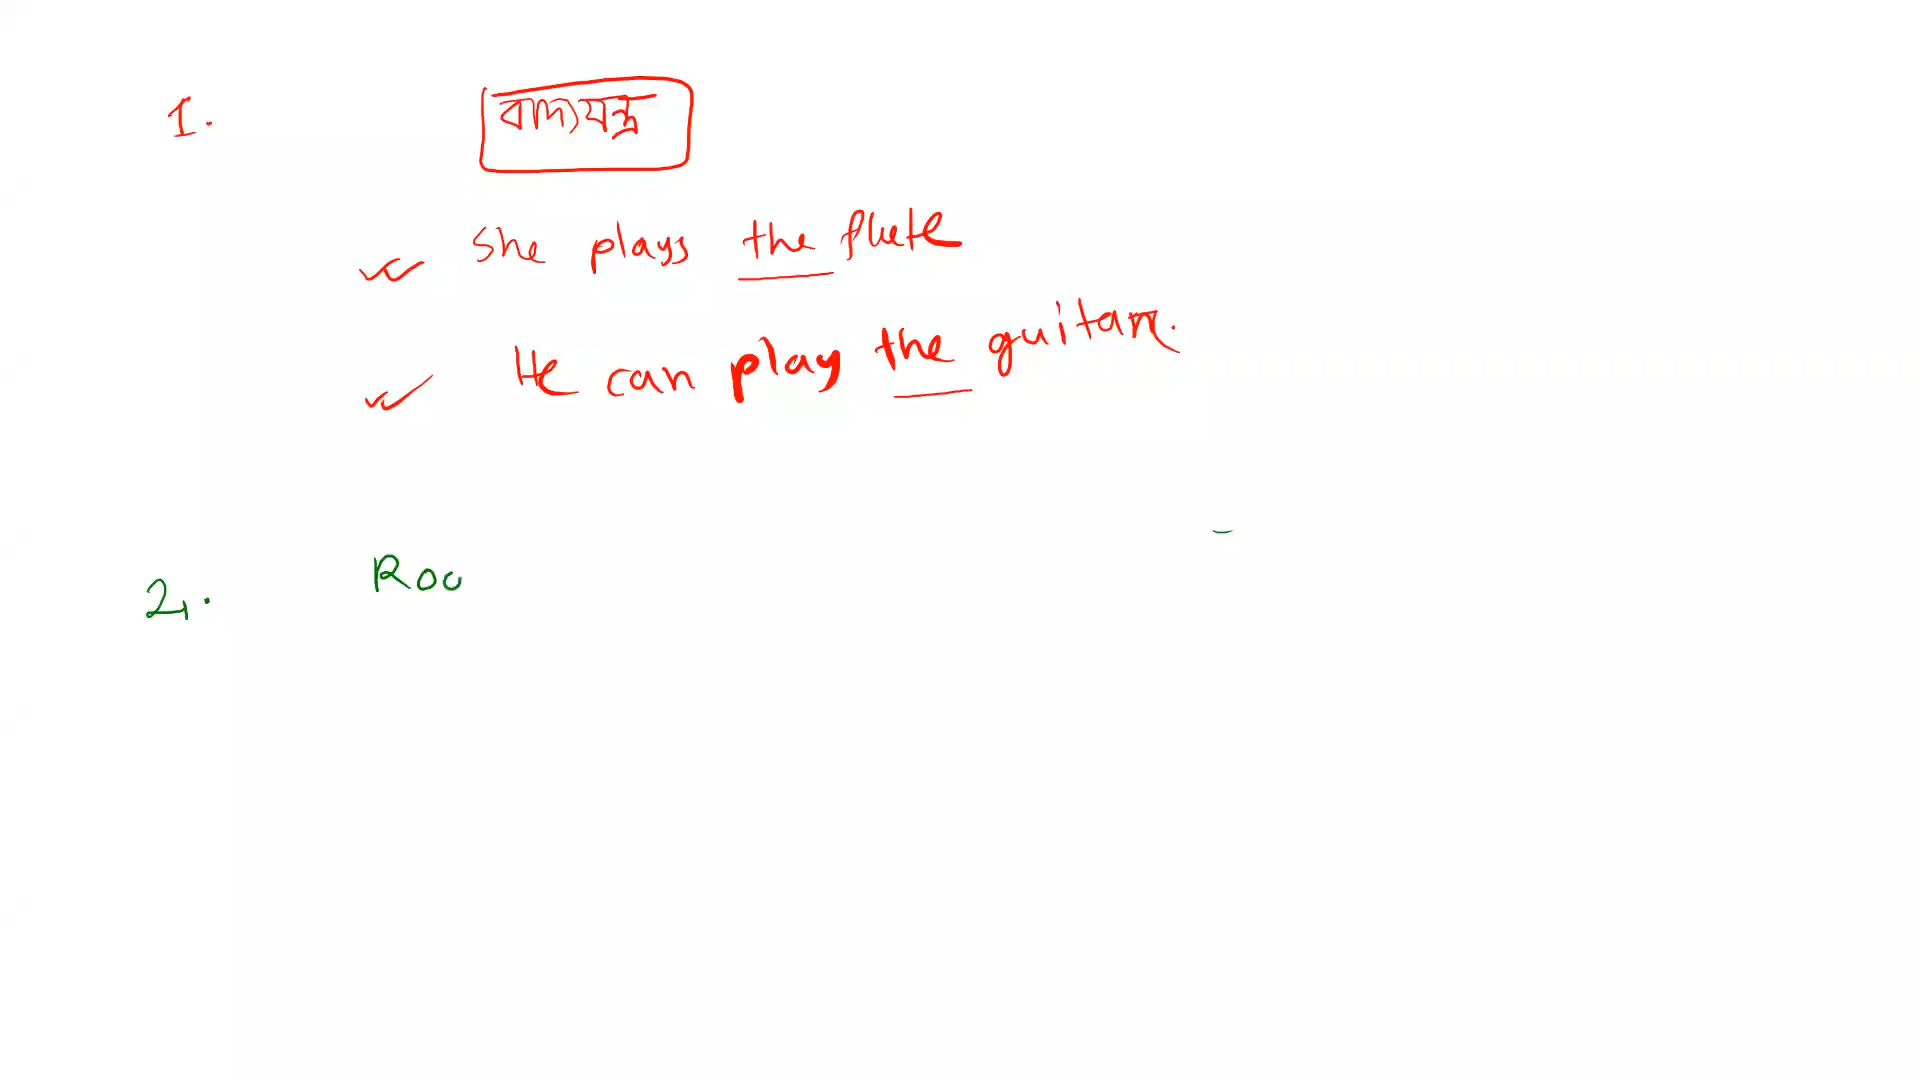 1. বাদ্যযন্ত্র
She plays the flute
He can play the guitar.
2. Roo